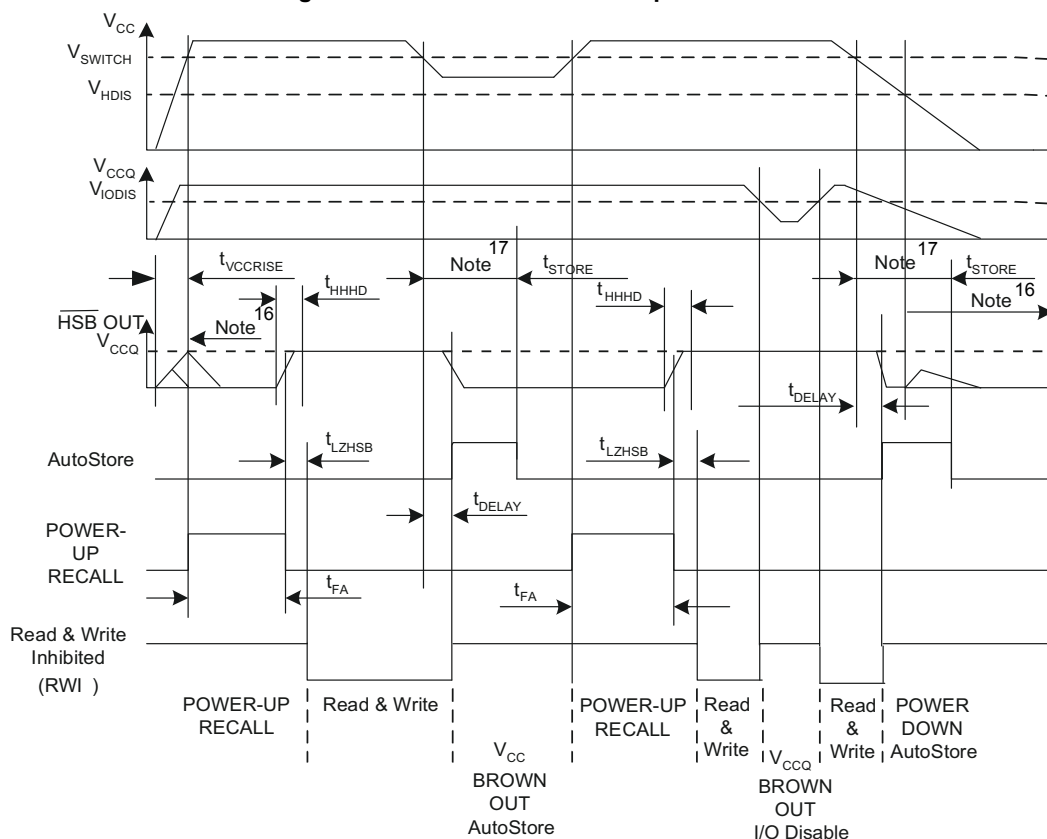 V_CC
V_SWITCH
V_HDIS
V_CCQ
V_IODIS
t_VCCRISE
Note 17
t_STORE
Note 17
t_STORE
t_HHHD
t_HHHD
Note 16
HSB OUT
Note 16
V_CCQ
t_DELAY
t_LZHSB
t_LZHSB
AutoStore
t_DELAY
POWER-
UP
RECALL
t_FA
t_FA
Read & Write
Inhibited
(RWI )
POWER-UP
RECALL
Read & Write
V_CC
BROWN
OUT
AutoStore
POWER-UP
RECALL
Read
&
Write
V_CCQ
BROWN
OUT
I/O Disable
Read
&
Write
POWER
DOWN
AutoStore